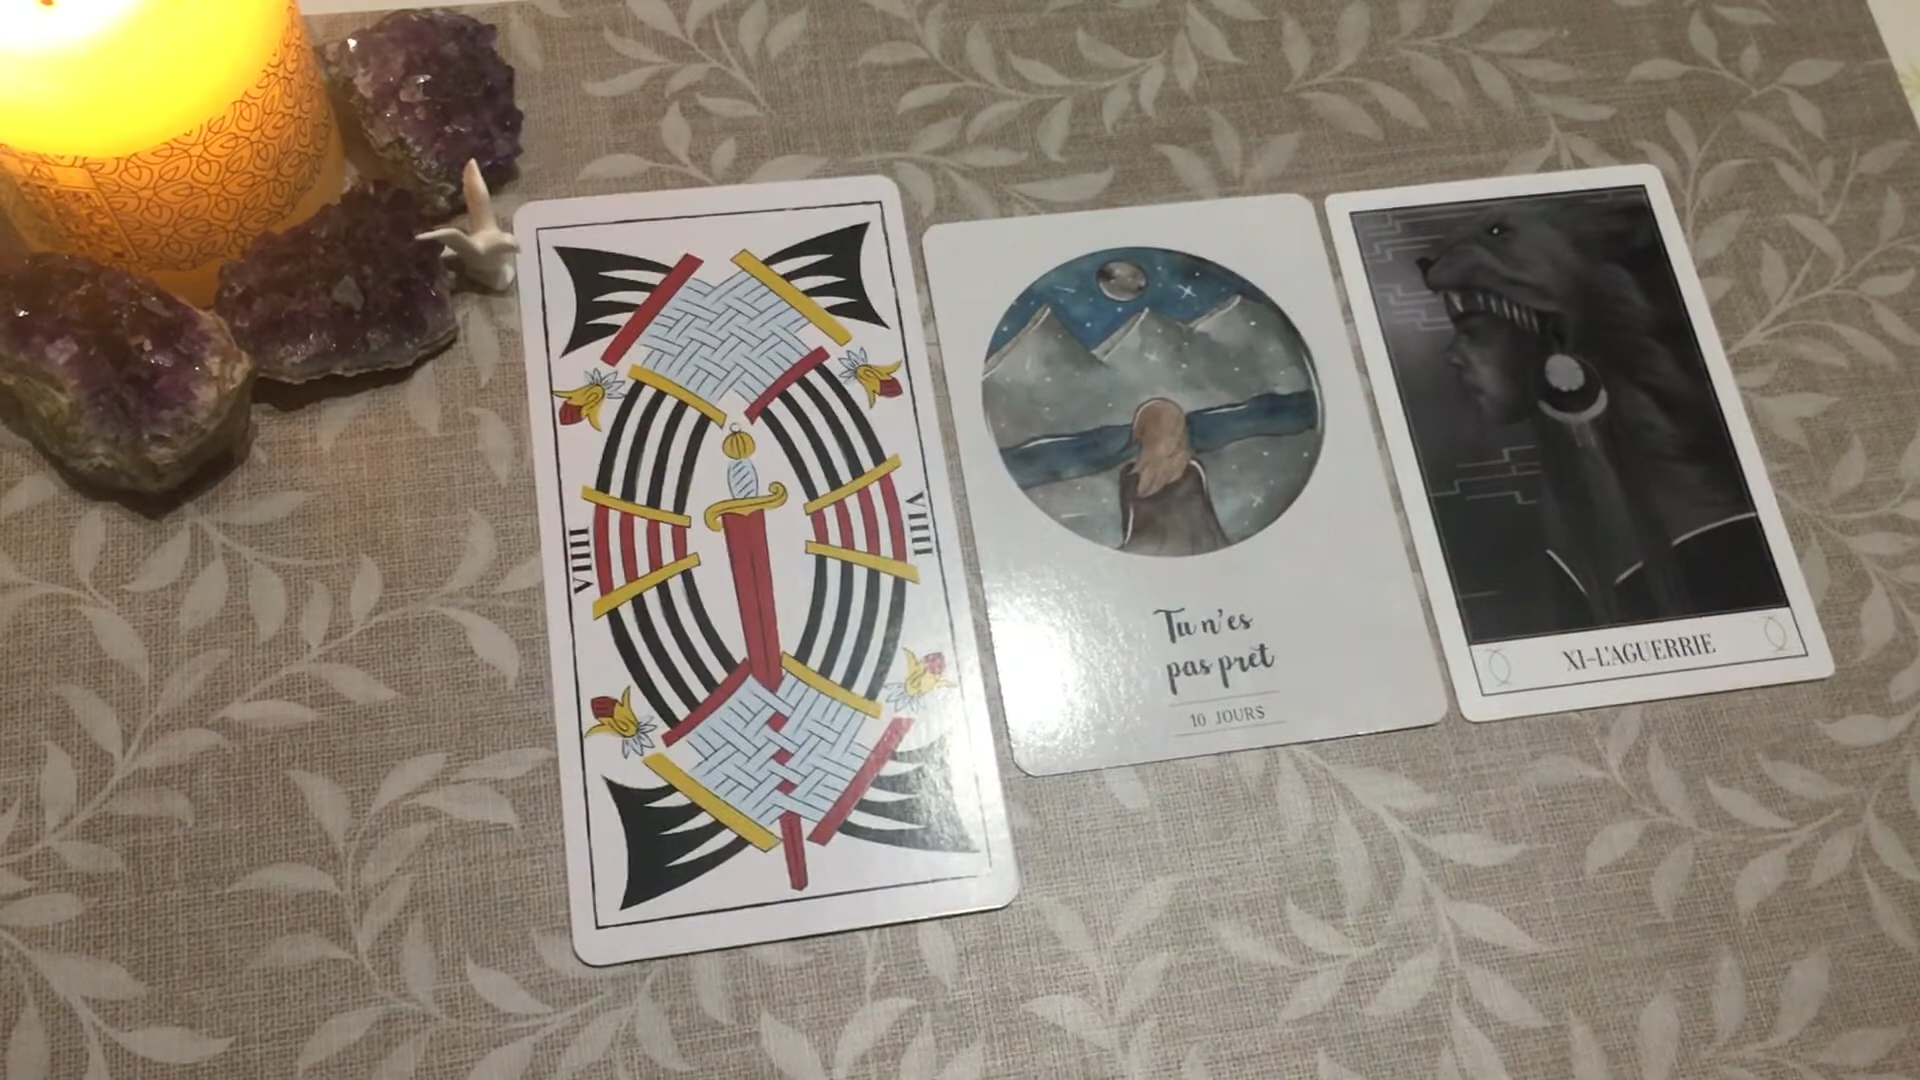 VIIII
VIIII
Tu n'es
pas prêt
10 JOURS
XI-L'AGUERRIE